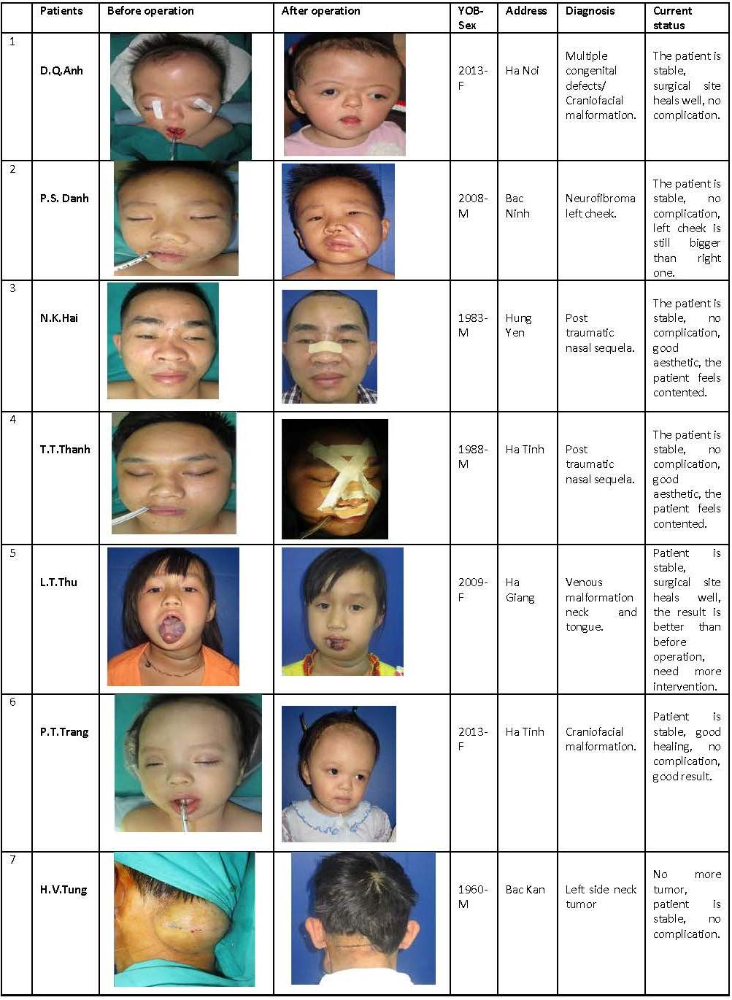 Patients Before operation After operation YOB-Sex Address Diagnosis Current status
1
D.Q.Anh
2013-
F
Ha Noi
Multiple
congenital
defects/
Craniofacial
malformation.
The patient is
stable,
surgical site
heals well, no
complication.
2
P.S. Danh
2008-
M
Bac
Ninh
Neurofibroma
left cheek.
The patient is
stable, no
complication,
left cheek is
still bigger
than right
one.
3
N.K.Hai
1983-
M
Hung
Yen
Post
traumatic
nasal sequela.
The patient is
stable, no
complication,
good
aesthetic, the
patient feels
contented.
4
T.T.Thanh
1988-
M
Ha Tinh
Post
traumatic
nasal sequela.
The patient is
stable, no
complication,
good
aesthetic, the
patient feels
contented.
5
L.T.Thu
2009-
F
Ha
Giang
Venous
malformation
neck and
tongue.
Patient is
stable,
surgical site
heals well,
the result is
better than
before
operation,
need more
intervention.
6
P.T.Trang
2013-
F
Ha Tinh
Craniofacial
malformation.
Patient is
stable, good
healing, no
complication,
good result.
7
H.V.Tung
1960-
M
Bac Kan
Left side neck
tumor
No more
tumor,
patient is
stable, no
complication.